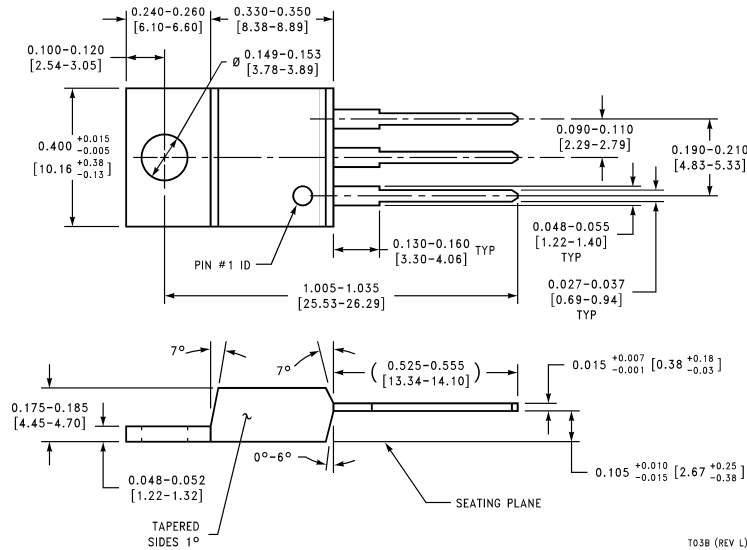 0.240-0.260
[6.10-6.60]
0.330-0.350
[8.38-8.89]
0.100-0.120
[2.54-3.05]
Ø 0.149-0.153
[3.78-3.89]
0.400 +0.015 -0.005
[10.16 +0.38 -0.13]
0.090-0.110
[2.29-2.79]
0.190-0.210
[4.83-5.33]
0.048-0.055
[1.22-1.40]
TYP
0.130-0.160 TYP
[3.30-4.06]
PIN #1 ID
0.027-0.037
[0.69-0.94]
TYP
1.005-1.035
[25.53-26.29]
7°
7°
( 0.525-0.555 )
[13.34-14.10]
0.015 +0.007 -0.001 [0.38 +0.18 -0.03]
0.175-0.185
[4.45-4.70]
0°-6°
0.105 +0.010 -0.015 [2.67 +0.25 -0.38]
0.048-0.052
[1.22-1.32]
SEATING PLANE
TAPERED
SIDES 1°
T03B (REV L)